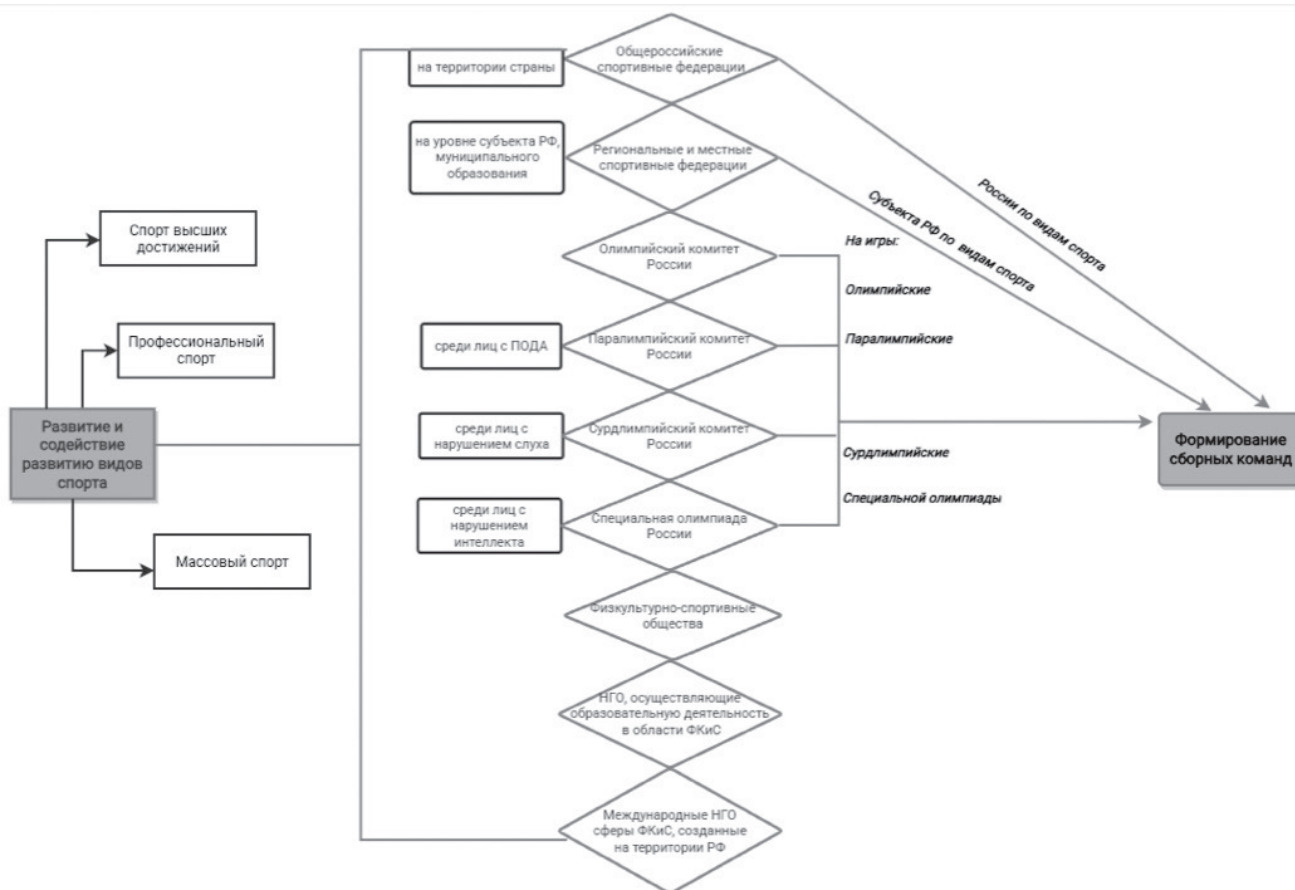 на территории страны
Общероссийские
спортивные федерации
на уровне субъекта РФ,
муниципального
образования
Региональные и местные
спортивные федерации
России по видам спорта
Субъекта РФ по видам спорта
Спорт высших
достижений
Олимпийский комитет
России
На игры:
Олимпийские
Профессиональный
спорт
среди лиц с ПОДА
Паралимпийский комитет
России
Паралимпийские
Развитие и
содействие
развитию видов
спорта
среди лиц с
нарушением слуха
Сурдлимпийский комитет
России
Сурдлимпийские
Формирование
сборных команд
Специальной олимпиады
среди лиц с
нарушением
интеллекта
Специальная олимпиада
России
Массовый спорт
Физкультурно-спортивные
общества
НГО, осуществляющие
образовательную деятельность
в области ФКиС
Международные НГО
сферы ФКиС, созданные
на территории РФ